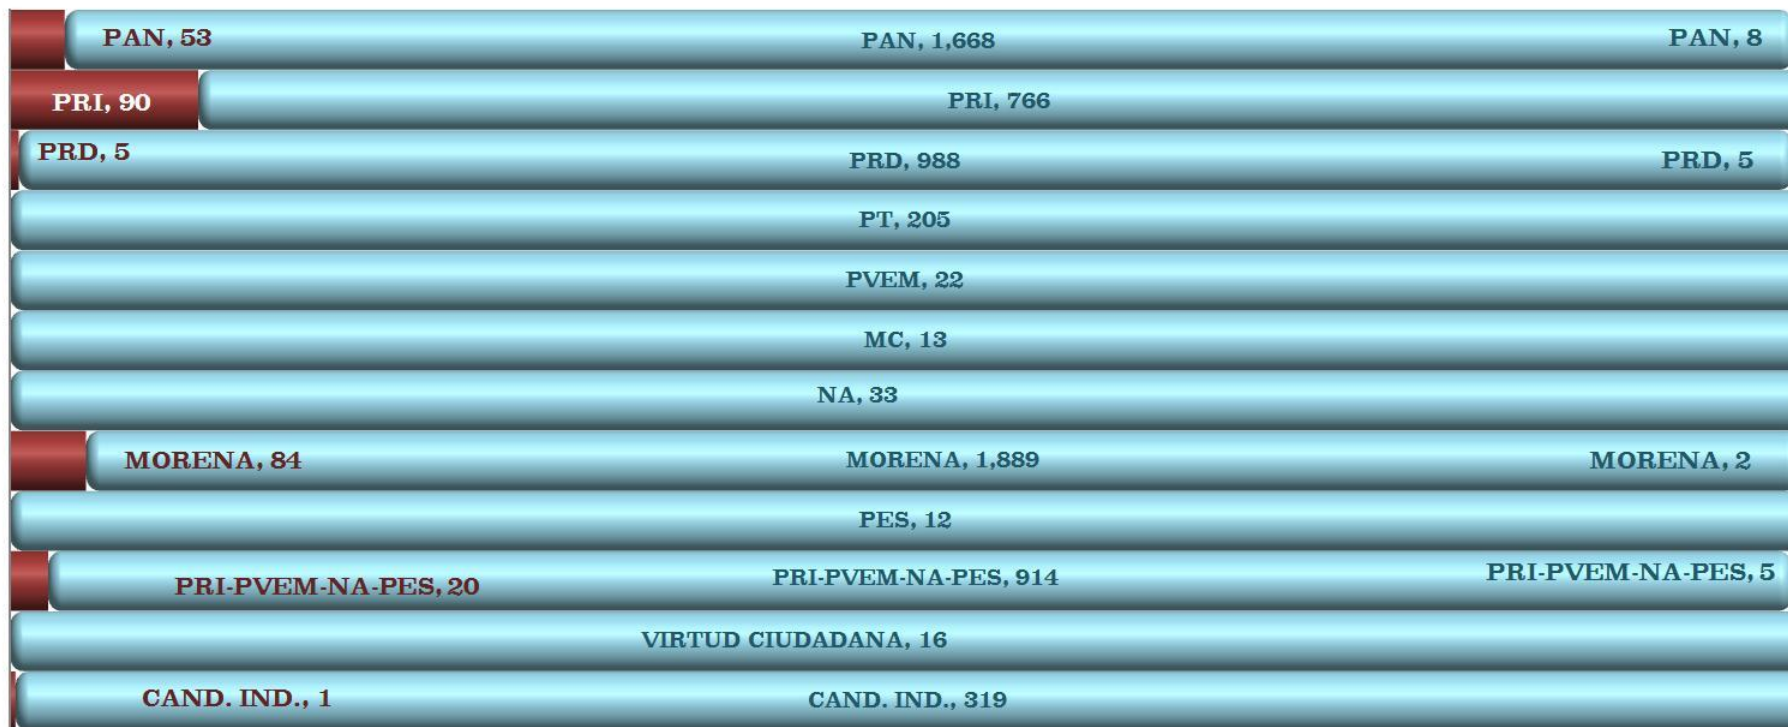 PAN, 53 PAN, 1,668 PAN, 8
PRI, 90 PRI, 766
PRD, 5 PRD, 988 PRD, 5
PT, 205
PVEM, 22
MC, 13
NA, 33
MORENA, 84 MORENA, 1,889 MORENA, 2
PES, 12
PRI-PVEM-NA-PES, 20 PRI-PVEM-NA-PES, 914 PRI-PVEM-NA-PES, 5
VIRTUD CIUDADANA, 16
CAND. IND., 1 CAND. IND., 319